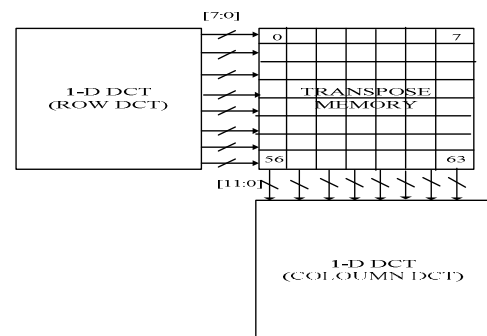 [7:0]
0 7
1-D DCT
(ROW DCT)
TRANSPOSE
MEMORY
56 63
[11:0]
1-D DCT
(COLOUMN DCT)